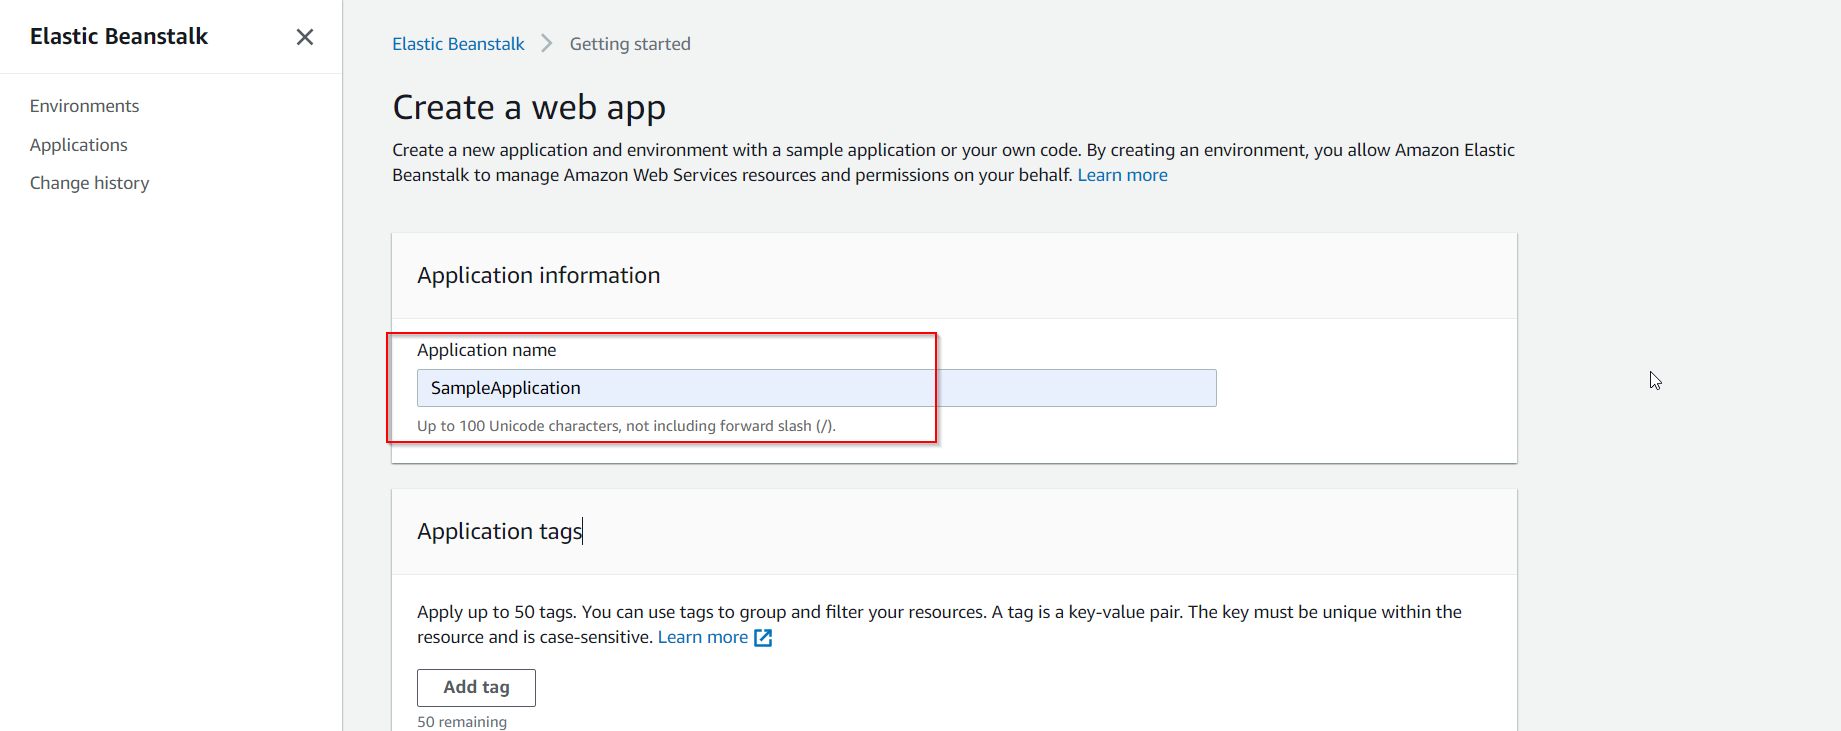 Elastic Beanstalk
Environments
Applications
Change history
Elastic Beanstalk
Getting started
Create a web app
Create a new application and environment with a sample application or your own code. By creating an environment, you allow Amazon Elastic
Beanstalk to manage Amazon Web Services resources and permissions on your behalf. Learn more
Application information
Application name
SampleApplication
Up to 100 Unicode characters, not including forward slash (/).
Application tags
Apply up to 50 tags. You can use tags to group and filter your resources. A tag is a key-value pair. The key must be unique within the
resource and is case-sensitive. Learn more
Add tag
50 remaining